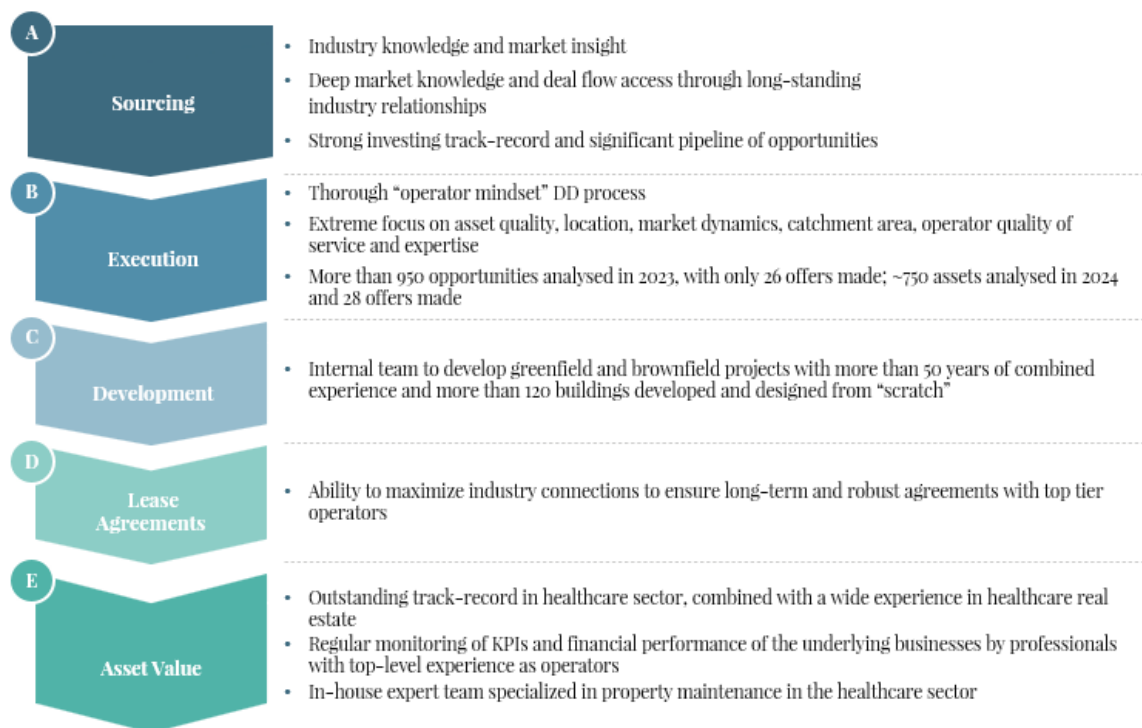 A
Sourcing
• Industry knowledge and market insight
• Deep market knowledge and deal flow access through long-standing
industry relationships
• Strong investing track-record and significant pipeline of opportunities
B
Execution
• Thorough “operator mindset” DD process
• Extreme focus on asset quality, location, market dynamics, catchment area, operator quality of
service and expertise
• More than 950 opportunities analysed in 2023, with only 26 offers made; ~750 assets analysed in 2024
and 28 offers made
C
Development
• Internal team to develop greenfield and brownfield projects with more than 50 years of combined
experience and more than 120 buildings developed and designed from “scratch”
D
Lease
Agreements
• Ability to maximize industry connections to ensure long-term and robust agreements with top tier
operators
E
Asset Value
• Outstanding track-record in healthcare sector, combined with a wide experience in healthcare real
estate
• Regular monitoring of KPIs and financial performance of the underlying businesses by professionals
with top-level experience as operators
• In-house expert team specialized in property maintenance in the healthcare sector